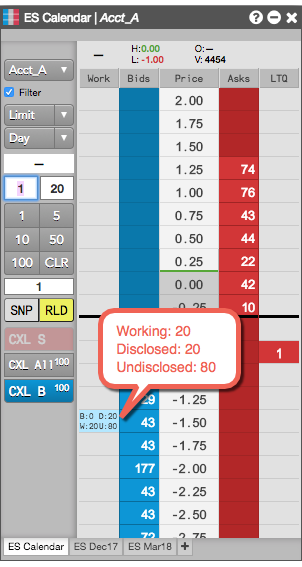 ES Calendar | Acct_A
Acct_A
Filter
Limit
Day
—
1 20
1 5
10 50
100 CLR
1
SNP RLD
CXL S
CXL All 100
CXL B 100
— H:0.00 O:—
L: -1.00 V: 4454
Work Bids Price Asks LTQ
2.00
1.75
1.50
1.25 74
1.00 76
0.75 43
0.50 44
0.25 22
0.00 42
-0.25 10
1
Working: 20
Disclosed: 20
Undisclosed: 80
29 -1.25
B:0 D:20
W:20U:80 43 -1.50
43 -1.75
177 -2.00
43 -2.25
43 -2.50
72 -2.75
ES Calendar ES Dec17 ES Mar18 +